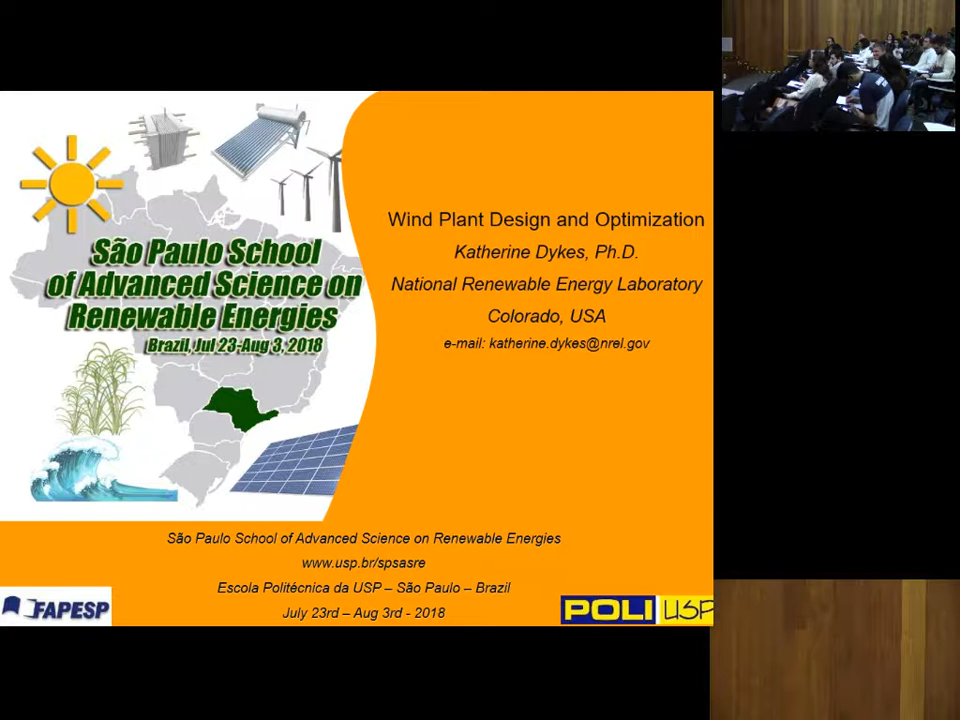 São Paulo School
of Advanced Science on
Renewable Energies
Brazil, Jul 23-Aug 3, 2018
Wind Plant Design and Optimization
Katherine Dykes, Ph.D.
National Renewable Energy Laboratory
Colorado, USA
e-mail: katherine.dykes@nrel.gov
São Paulo School of Advanced Science on Renewable Energies
www.usp.br/spsasre
Escola Politécnica da USP – São Paulo – Brazil
July 23rd – Aug 3rd - 2018
FAPESP
POLI USP